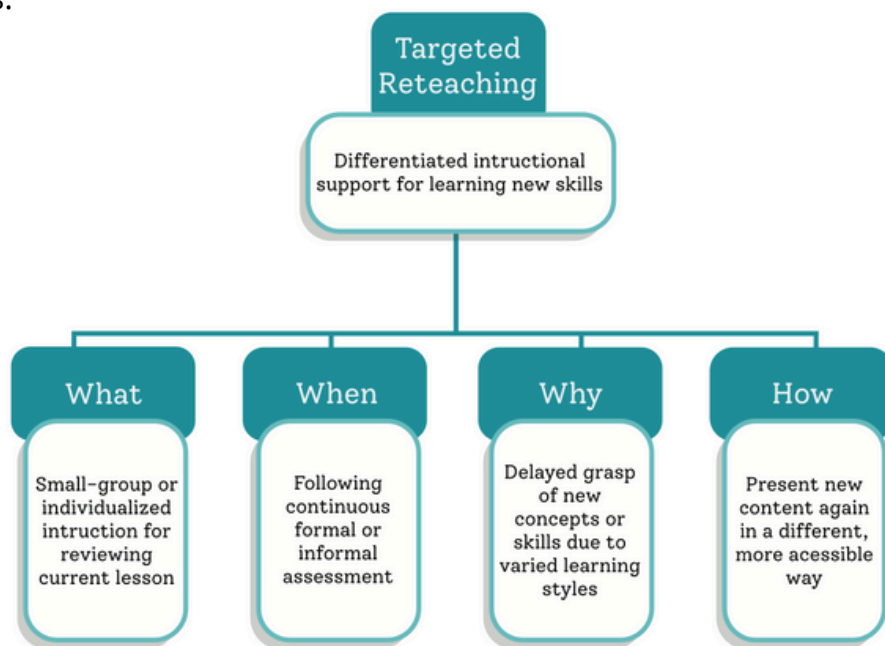 s.
Targeted
Reteaching
Differentiated intructional
support for learning new skills
What
Small-group or
individualized
intruction for
reviewing
current lesson
When
Following
continuous
formal or
informal
assessment
Why
Delayed grasp
of new
concepts or
skills due to
varied learning
styles
How
Present new
content again
in a different,
more acessible
way